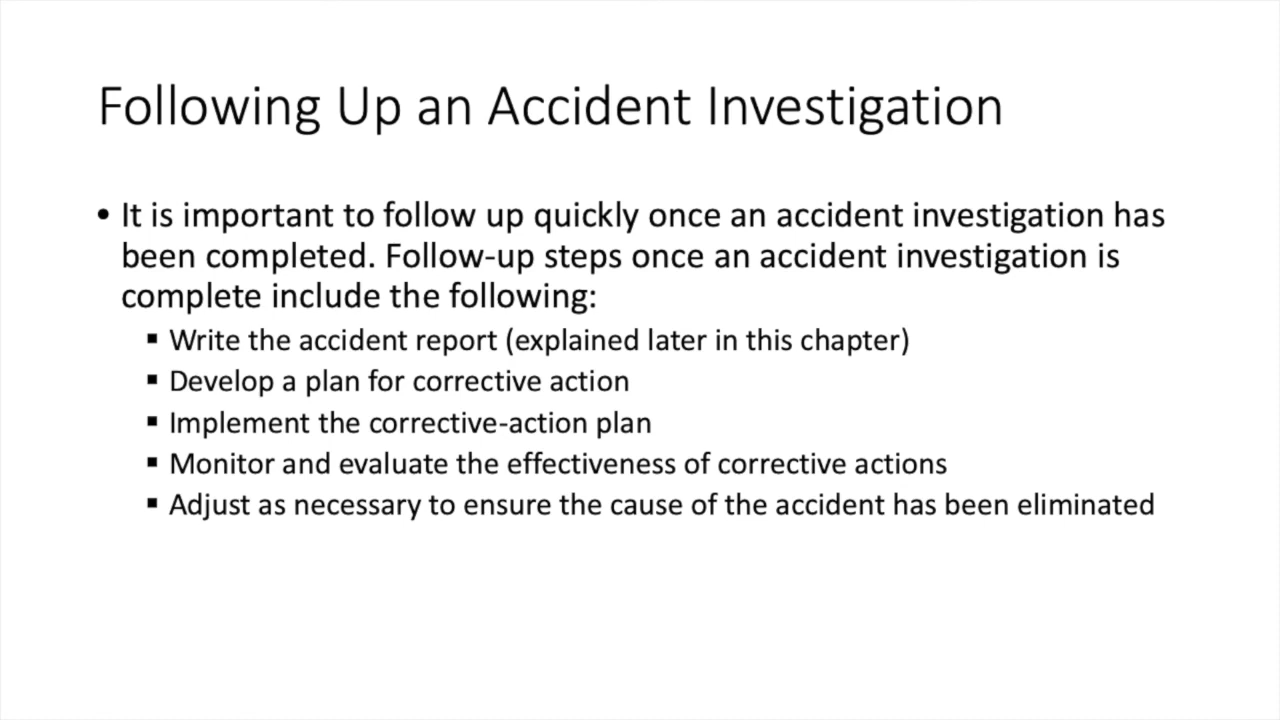 Following Up an Accident Investigation
• It is important to follow up quickly once an accident investigation has
been completed. Follow-up steps once an accident investigation is
complete include the following:
▪ Write the accident report (explained later in this chapter)
▪ Develop a plan for corrective action
▪ Implement the corrective-action plan
▪ Monitor and evaluate the effectiveness of corrective actions
▪ Adjust as necessary to ensure the cause of the accident has been eliminated